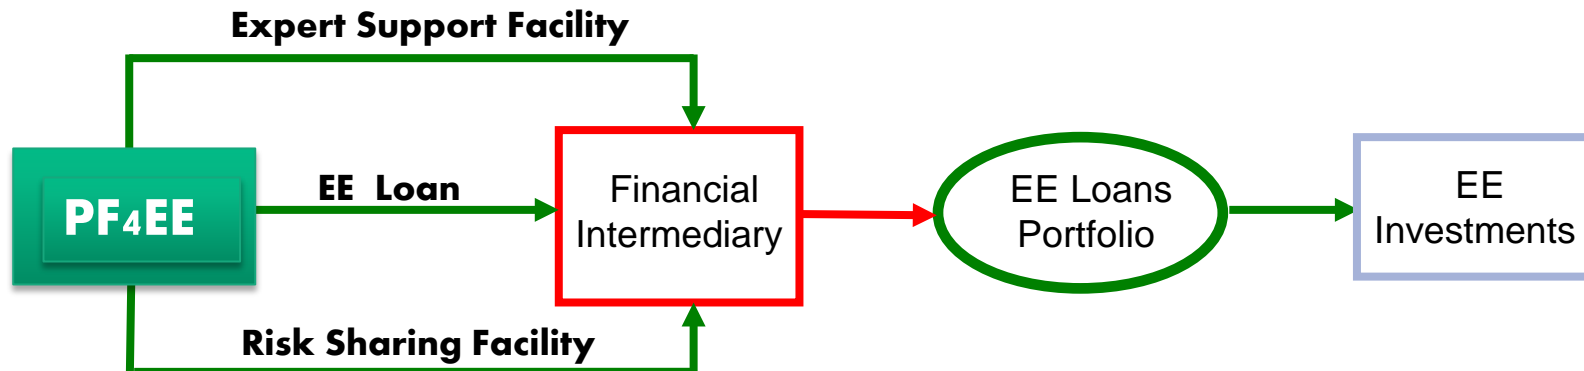 Expert Support Facility
PF4EE
EE Loan
Financial
Intermediary
EE Loans
Portfolio
EE
Investments
Risk Sharing Facility